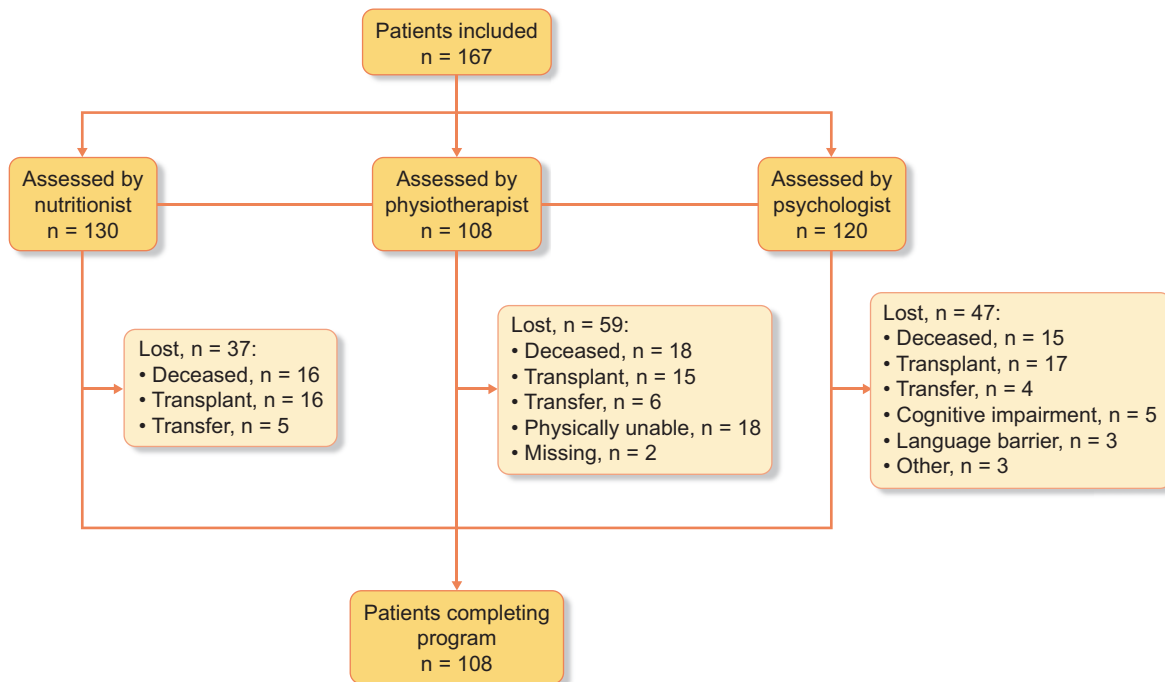 Patients included
n = 167
Assessed by
nutritionist
n = 130
Assessed by
physiotherapist
n = 108
Assessed by
psychologist
n = 120
Lost, n = 37:
• Deceased, n = 16
• Transplant, n = 16
• Transfer, n = 5
Lost, n = 59:
• Deceased, n = 18
• Transplant, n = 15
• Transfer, n = 6
• Physically unable, n = 18
• Missing, n = 2
Lost, n = 47:
• Deceased, n = 15
• Transplant, n = 17
• Transfer, n = 4
• Cognitive impairment, n = 5
• Language barrier, n = 3
• Other, n = 3
Patients completing
program
n = 108